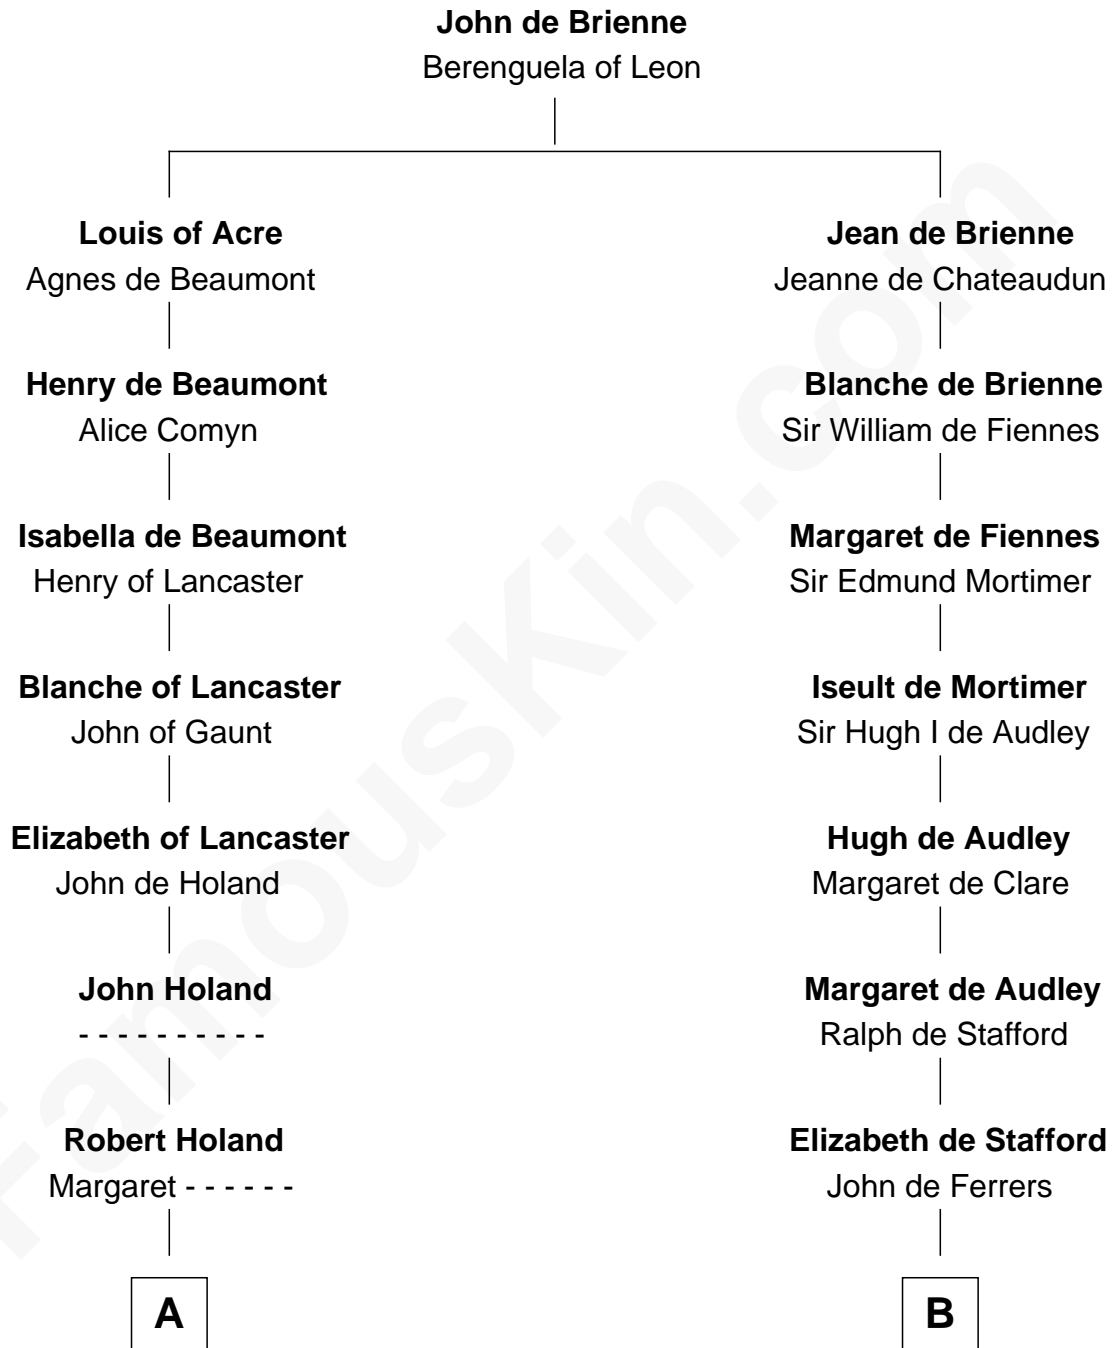 John de Brienne
Berenguela of Leon
Louis of Acre
Agnes de Beaumont
Jean de Brienne
Jeanne de Chateaudun
Henry de Beaumont
Alice Comyn
Blanche de Brienne
Sir William de Fiennes
Isabella de Beaumont
Henry of Lancaster
Margaret de Fiennes
Sir Edmund Mortimer
Blanche of Lancaster
John of Gaunt
Iseult de Mortimer
Sir Hugh I de Audley
Elizabeth of Lancaster
John de Holand
Hugh de Audley
Margaret de Clare
John Holand
- - - - - - - - - -
Margaret de Audley
Ralph de Stafford
Robert Holand
Margaret - - - - - -
Elizabeth de Stafford
John de Ferrers
A
B
FamousKin.com